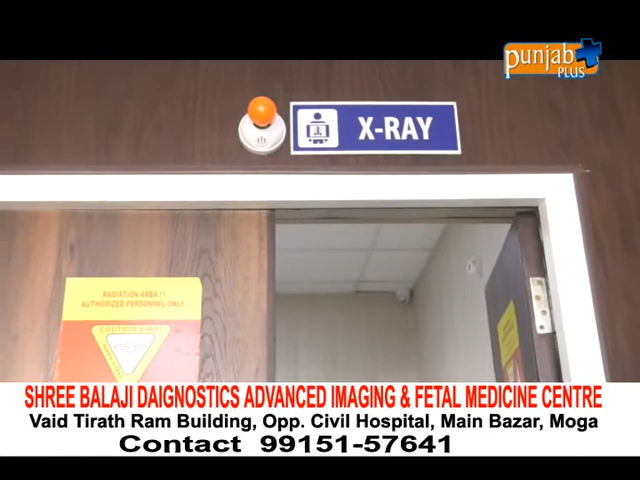 punjab
PLUS
X-RAY
RADIATION AREA!!
AUTHORIZED PERSONNEL ONLY
CAUTION X-RAY
SHREE BALAJI DAIGNOSTICS ADVANCED IMAGING & FETAL MEDICINE CENTRE
Vaid Tirath Ram Building, Opp. Civil Hospital, Main Bazar, Moga
Contact 99151-57641